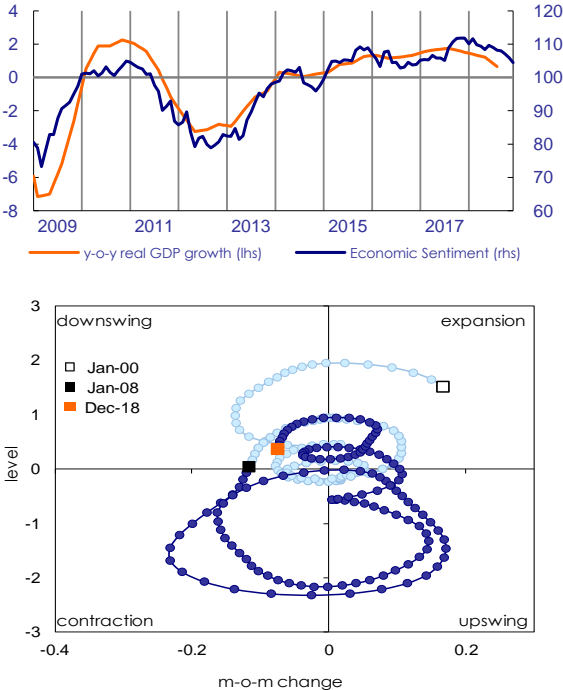 4 120
2 110
0 100
-2 90
-4 80
-6 70
-8 60
2009 2011 2013 2015 2017
y-o-y real GDP growth (lhs) Economic Sentiment (rhs)
3
downswing expansion
2
Jan-00
Jan-08
Dec-18
1
level
0
-1
-2
contraction upswing
-3
-0.4 -0.2 0 0.2
m-o-m change